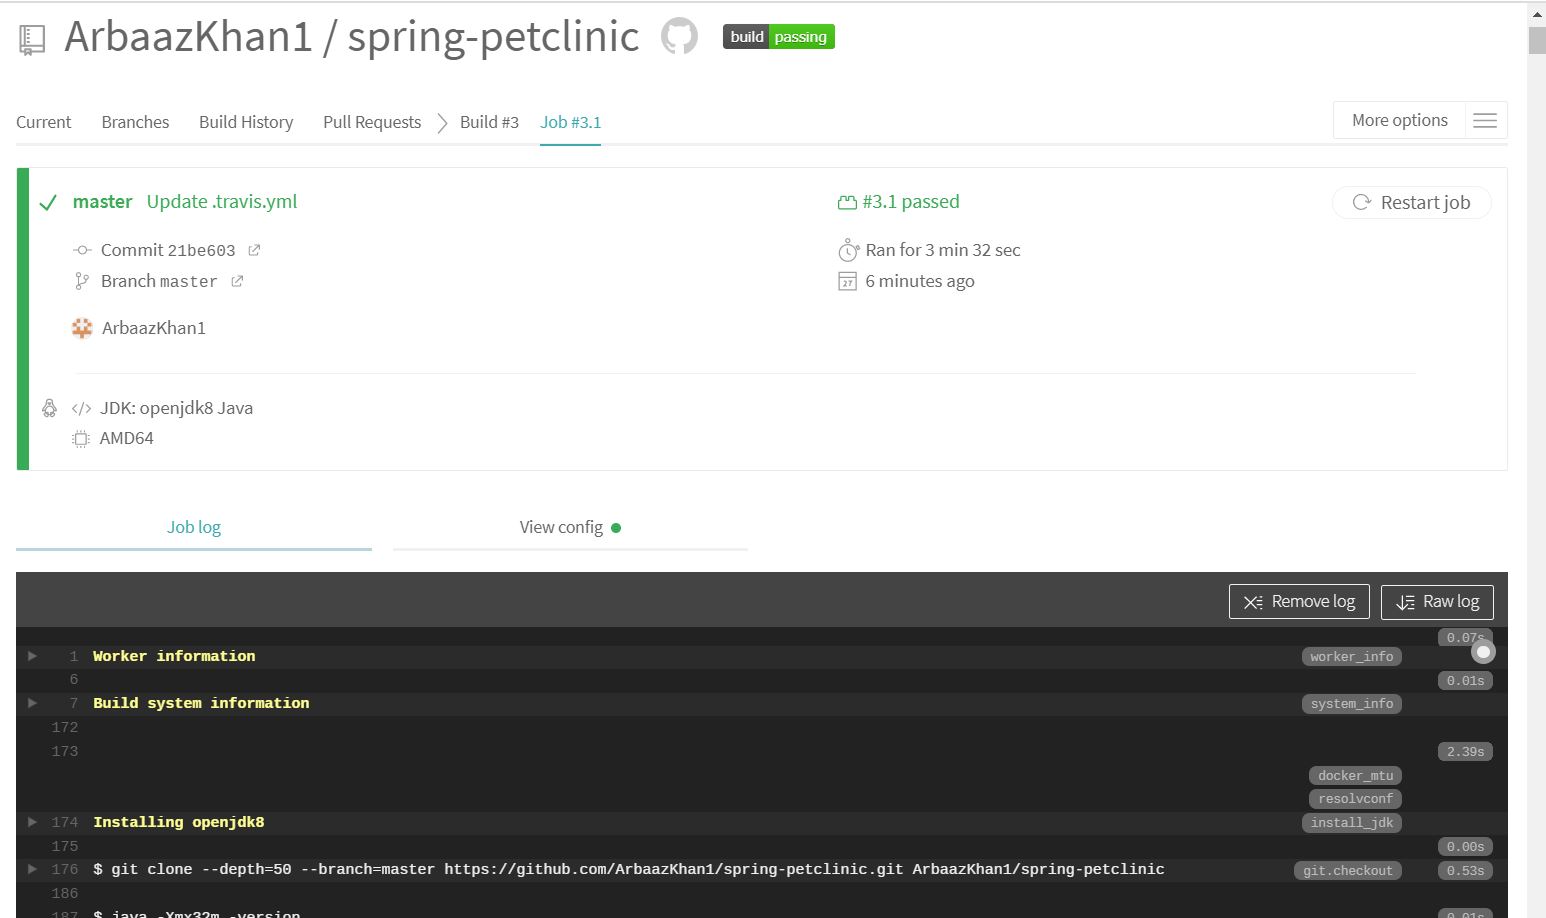 ArbaazKhan1 / spring-petclinic build passing
Current Branches Build History Pull Requests Build #3 Job #3.1 More options
master Update .travis.yml #3.1 passed Restart job
Commit 21be603 Ran for 3 min 32 sec
Branch master 27 6 minutes ago
ArbaazKhan1
</> JDK: openjdk8 Java
AMD64
Job log View config
Remove log Raw log
0.07s
1 Worker information worker_info
6 0.01s
7 Build system information system_info
172
173 2.39s
docker_mtu
resolvconf
174 Installing openjdk8 install_jdk
175 0.00s
176 $ git clone --depth=50 --branch=master https://github.com/ArbaazKhan1/spring-petclinic.git ArbaazKhan1/spring-petclinic git.checkout 0.53s
186
187 $ java -Xmx32m -version 0.01s